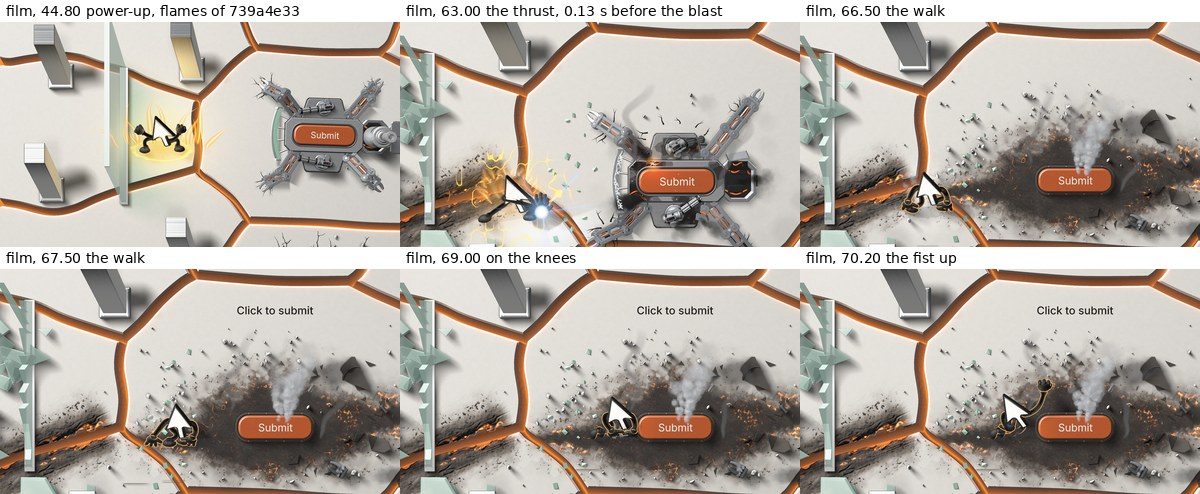 film, 44.80 power-up, flames of 739a4e33
film, 63.00 the thrust, 0.13 s before the blast
film, 66.50 the walk
Submit
Submit
Submit
film, 67.50 the walk
film, 69.00 on the knees
film, 70.20 the fist up
Click to submit
Click to submit
Click to submit
Submit
Submit
Submit